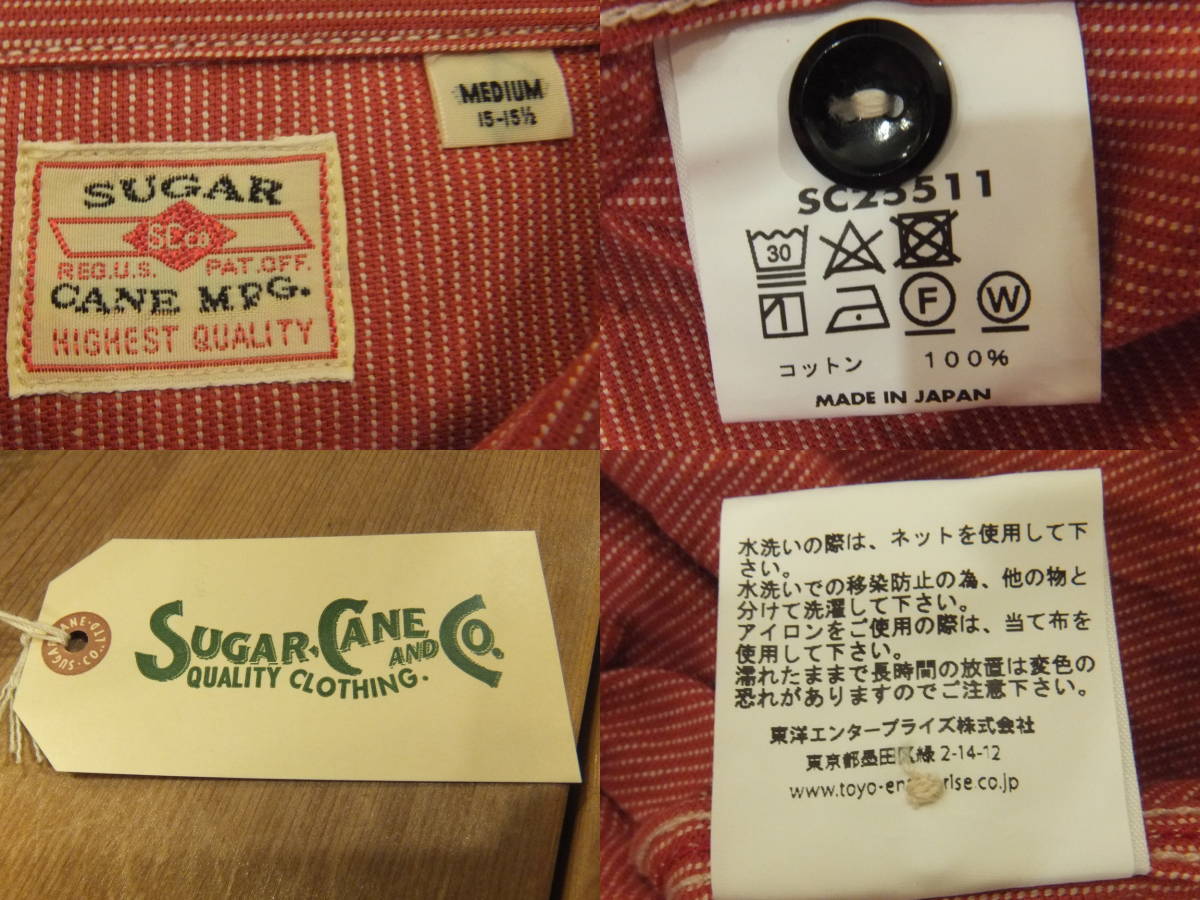 MEDIUM
15-15½
SUGAR
SCCo
REG.U.S. PAT.OFF.
CANE MFG.
HIGHEST QUALITY
SC25511
30
F W
コットン 100%
MADE IN JAPAN
SUGAR CANE AND CO.
QUALITY CLOTHING.
水洗いの際は、ネットを使用して下
さい。
水洗いでの移染防止の為、他の物と
分けて洗濯して下さい。
アイロンをご使用の際は、当て布を
使用して下さい。
濡れたままで長時間の放置は変色の
恐れがありますのでご注意下さい。
東洋エンタープライズ株式会社
東京都墨田区緑 2-14-12
www.toyo-enterprise.co.jp